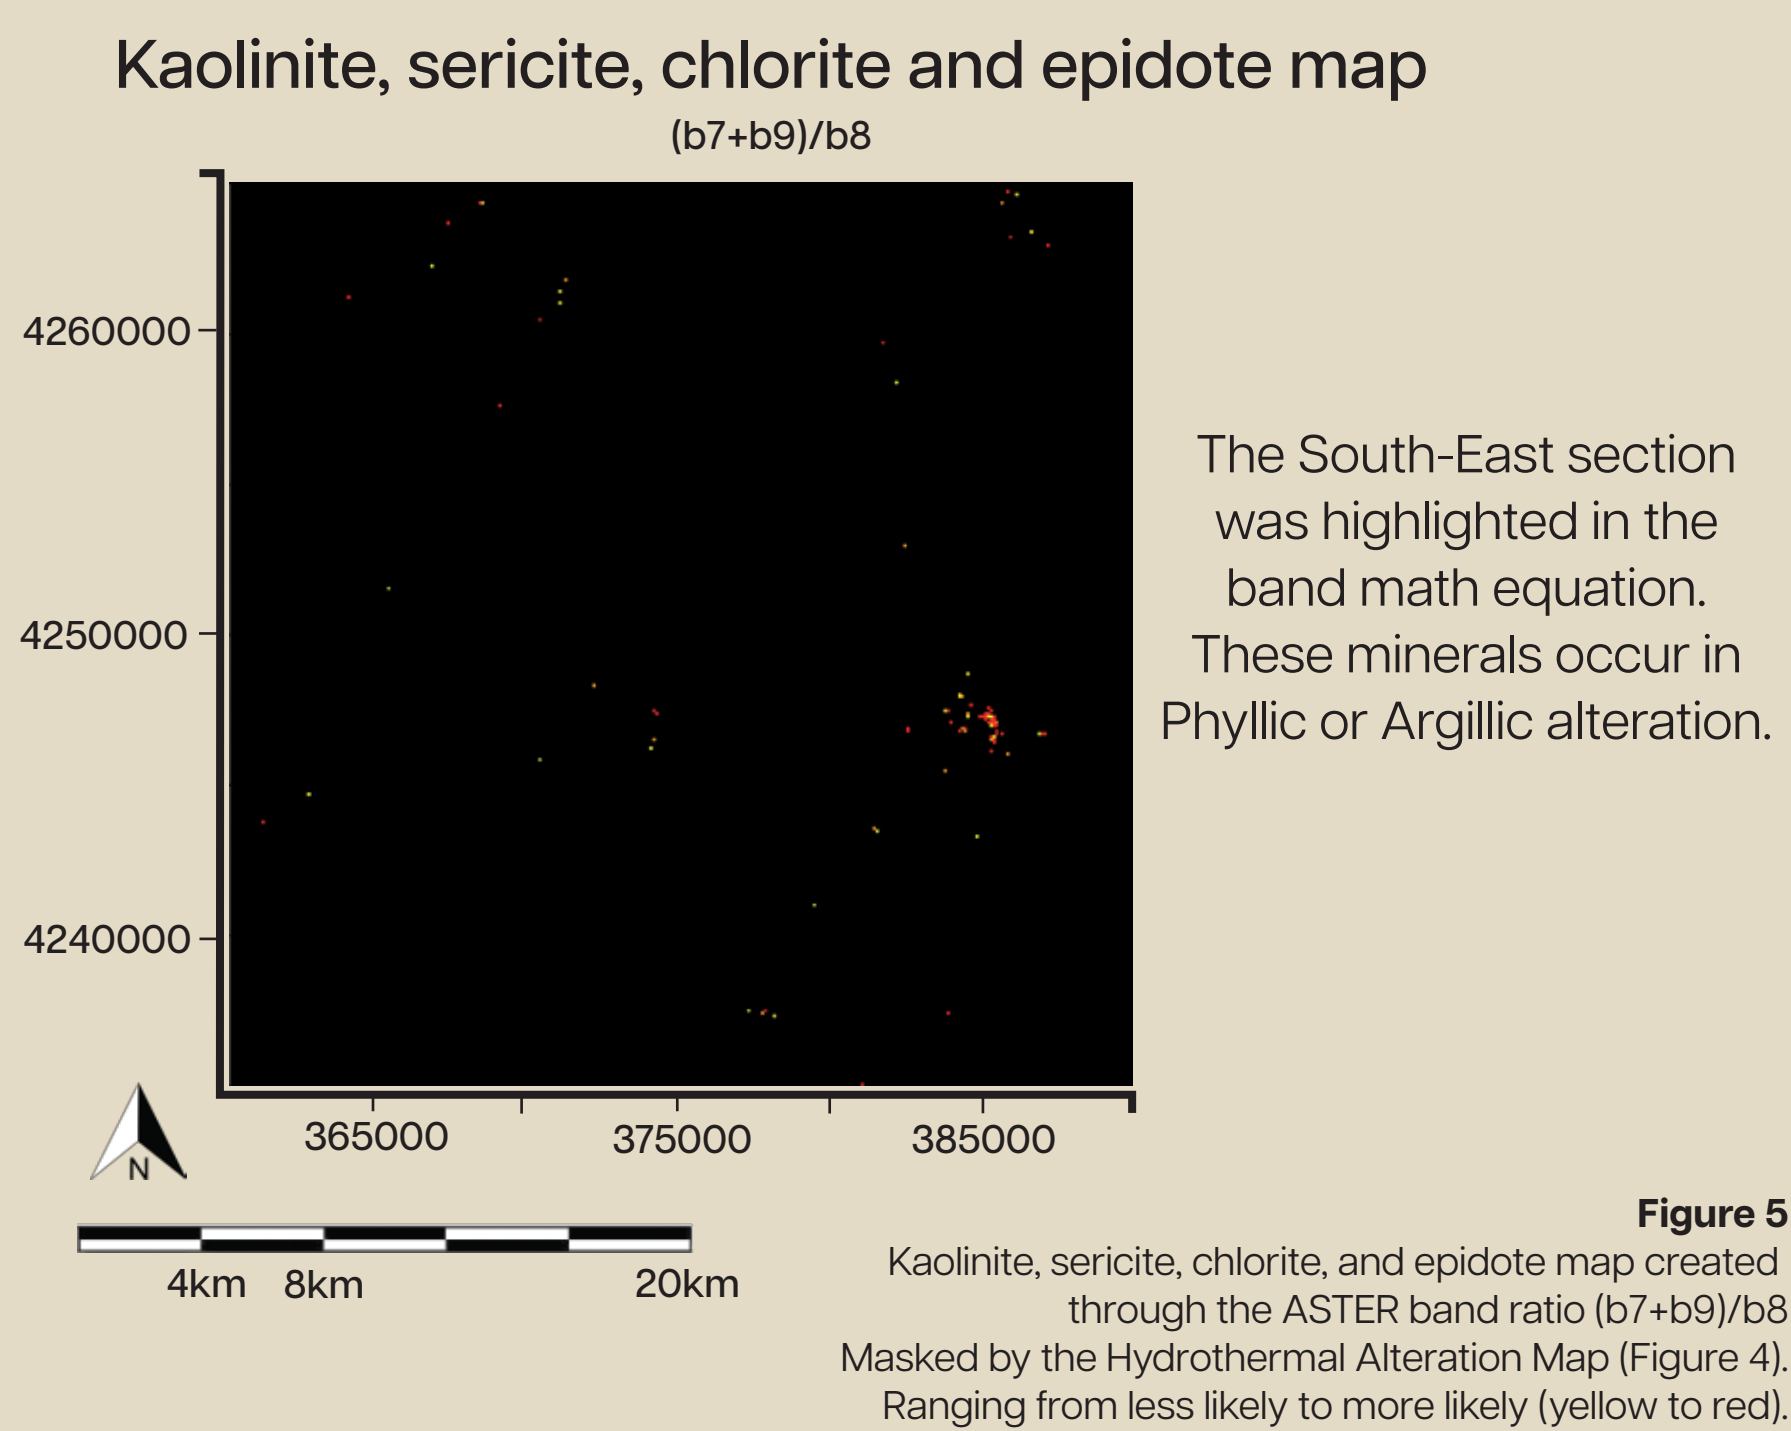 Kaolinite, sericite, chlorite and epidote map
(b7+b9)/b8
4260000
4250000
4240000
365000
375000
385000
The South-East section
was highlighted in the
band math equation.
These minerals occur in
Phyllic or Argillic alteration.
N
4km
8km
20km
Figure 5
Kaolinite, sericite, chlorite, and epidote map created
through the ASTER band ratio (b7+b9)/b8
Masked by the Hydrothermal Alteration Map (Figure 4).
Ranging from less likely to more likely (yellow to red).